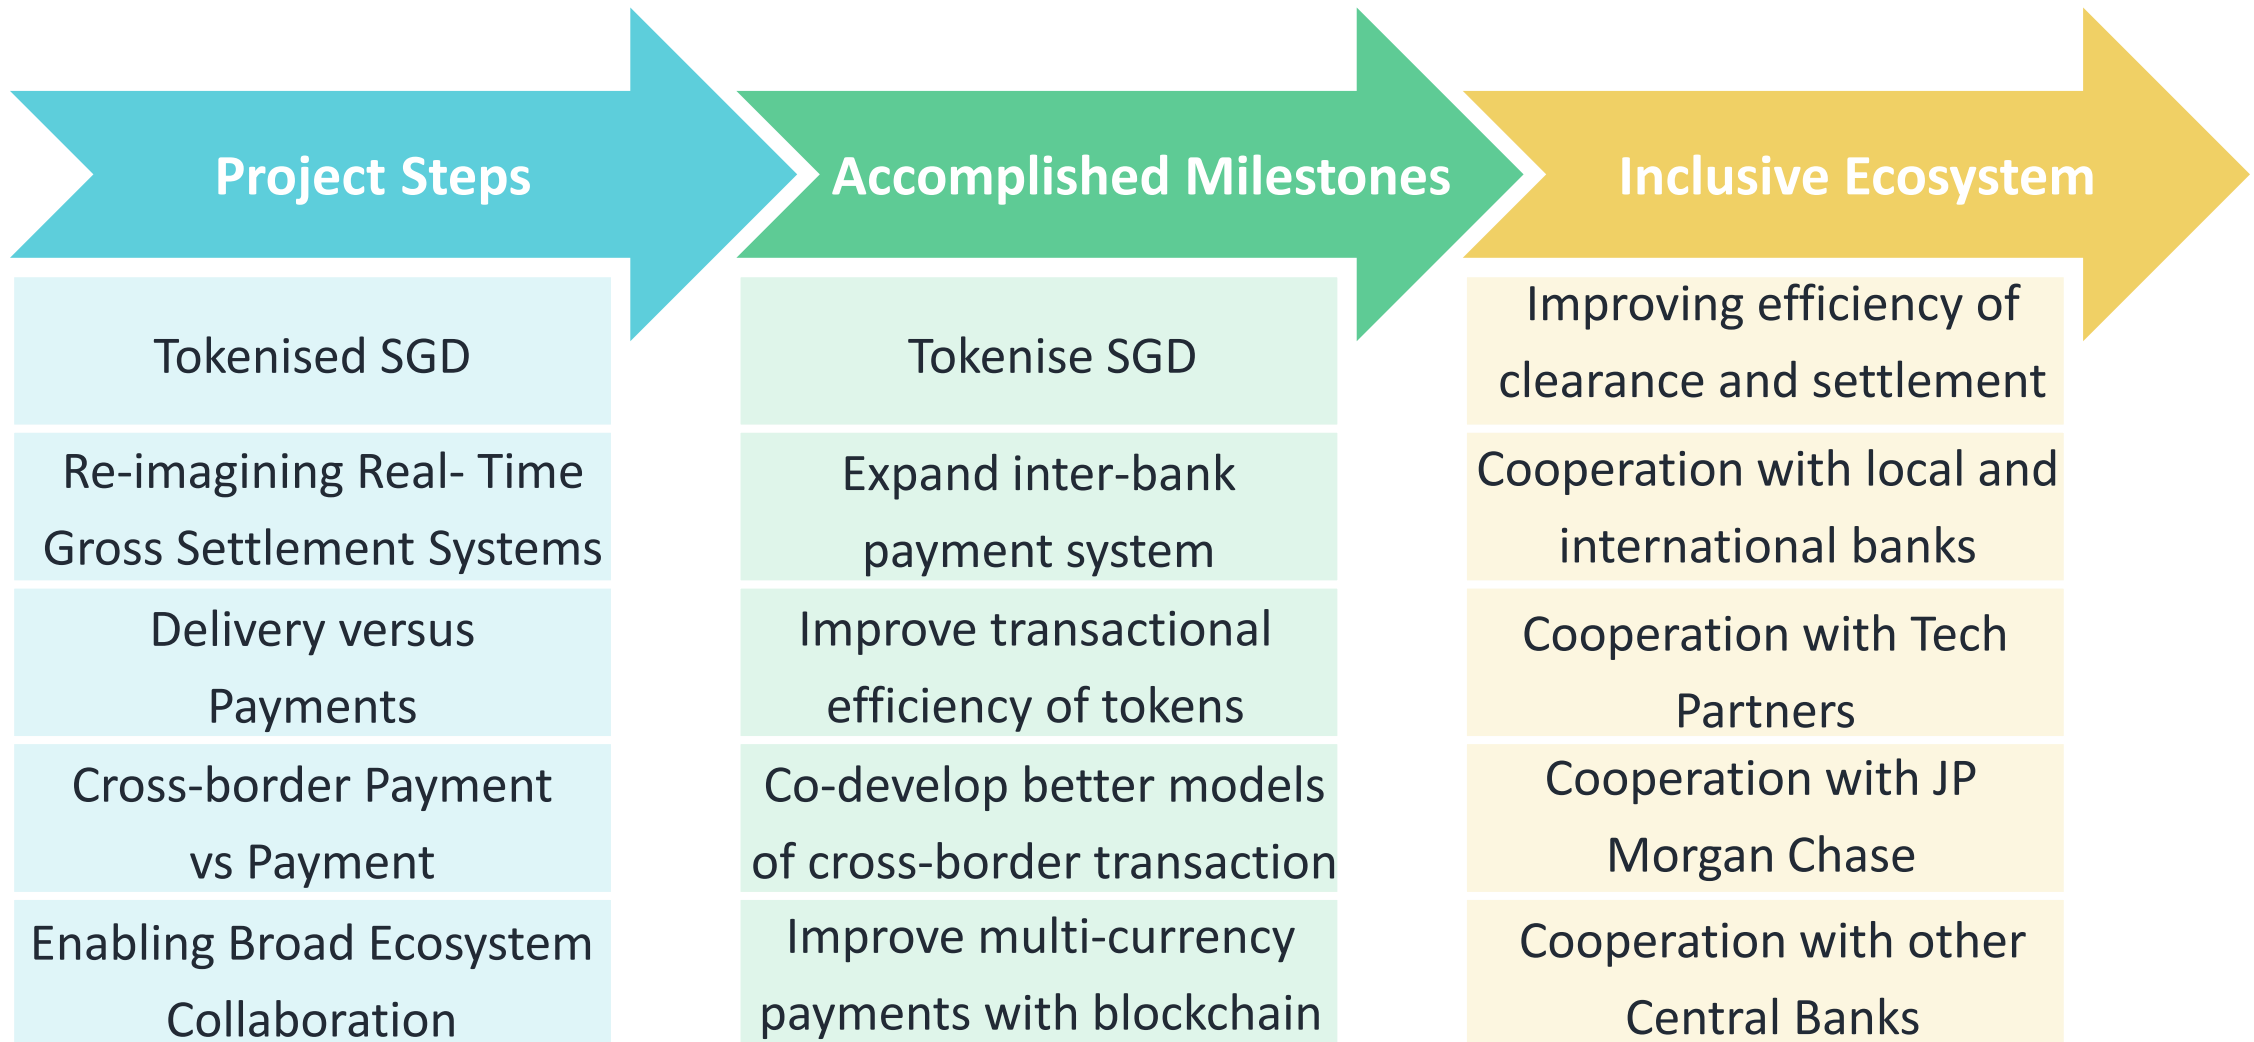 Project Steps
Accomplished Milestones
Inclusive Ecosystem
Tokenised SGD
Re-imagining Real- Time
Gross Settlement Systems
Delivery versus
Payments
Cross-border Payment
vs Payment
Enabling Broad Ecosystem
Collaboration
Tokenise SGD
Expand inter-bank
payment system
Improve transactional
efficiency of tokens
Co-develop better models
of cross-border transaction
Improve multi-currency
payments with blockchain
Improving efficiency of
clearance and settlement
Cooperation with local and
international banks
Cooperation with Tech
Partners
Cooperation with JP
Morgan Chase
Cooperation with other
Central Banks